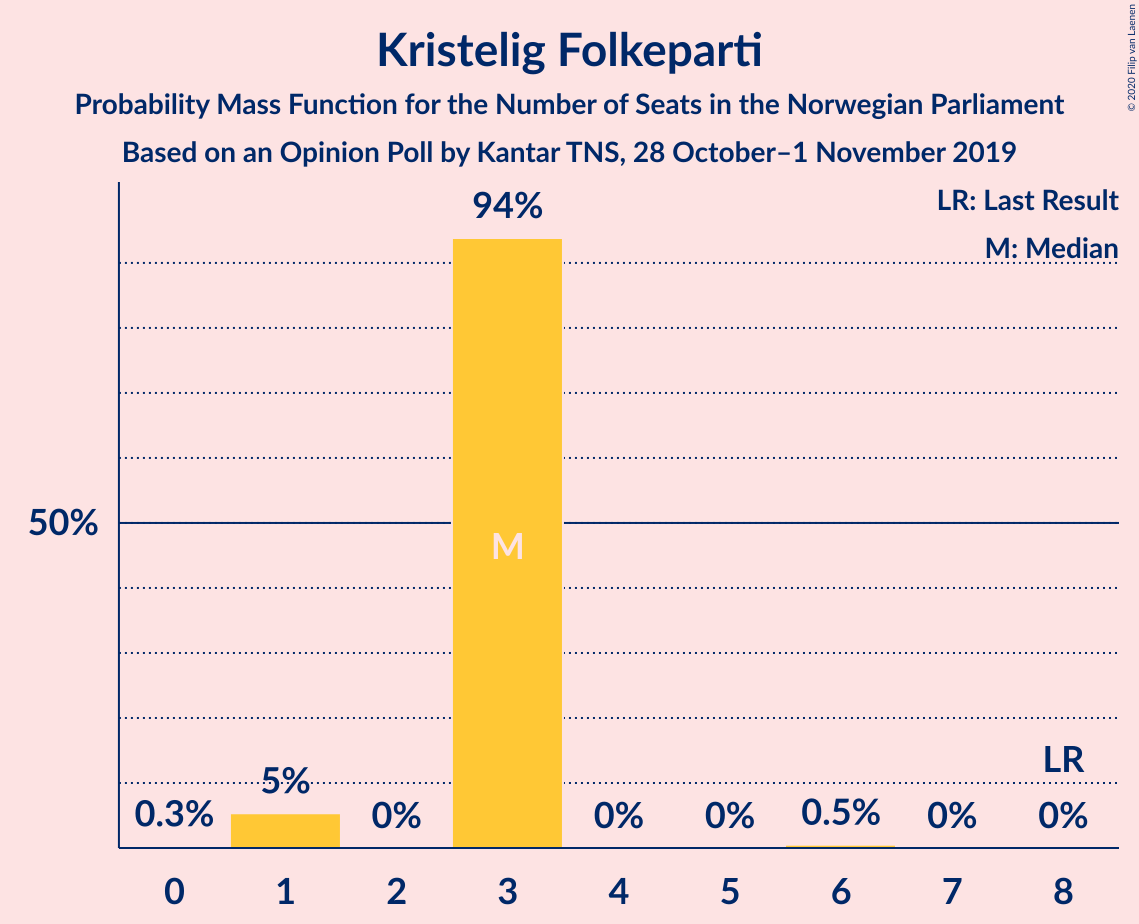 Kristelig Folkeparti
Probability Mass Function for the Number of Seats in the Norwegian Parliament
Based on an Opinion Poll by Kantar TNS, 28 October–1 November 2019
© 2020 Filip van Laenen
LR: Last Result
M: Median
94%
50%
M
LR
0.3% 5% 0% 0% 0% 0.5% 0% 0%
0 1 2 3 4 5 6 7 8